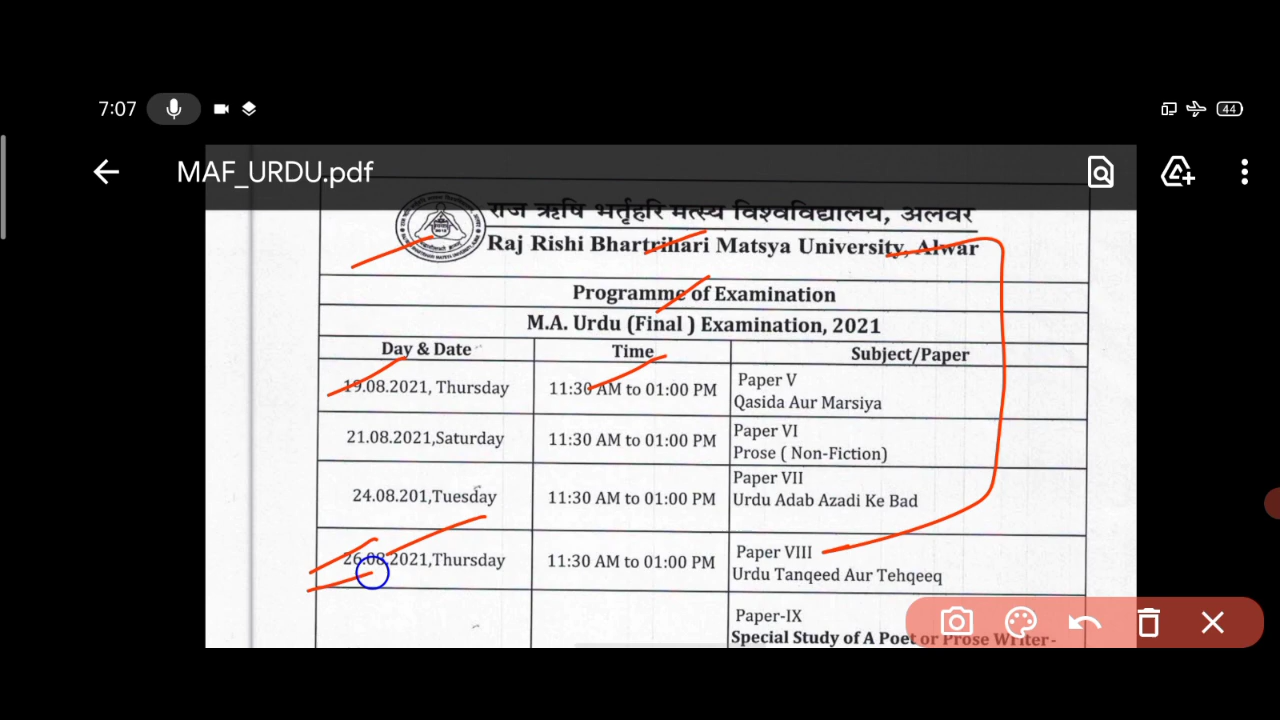 7:07
44
MAF_URDU.pdf
राज ऋषि भर्तृहरि मत्स्य विश्वविद्यालय, अलवर
Raj Rishi Bhartrihari Matsya University, Alwar
Programme of Examination
M.A. Urdu (Final ) Examination, 2021
Day & Date Time Subject/Paper
19.08.2021, Thursday 11:30 AM to 01:00 PM Paper V
Qasida Aur Marsiya
21.08.2021,Saturday 11:30 AM to 01:00 PM Paper VI
Prose ( Non-Fiction)
24.08.201,Tuesday 11:30 AM to 01:00 PM Paper VII
Urdu Adab Azadi Ke Bad
26.08.2021,Thursday 11:30 AM to 01:00 PM Paper VIII
Urdu Tanqeed Aur Tehqeeq
Paper-IX
Special Study of A Poet or Prose Writer-